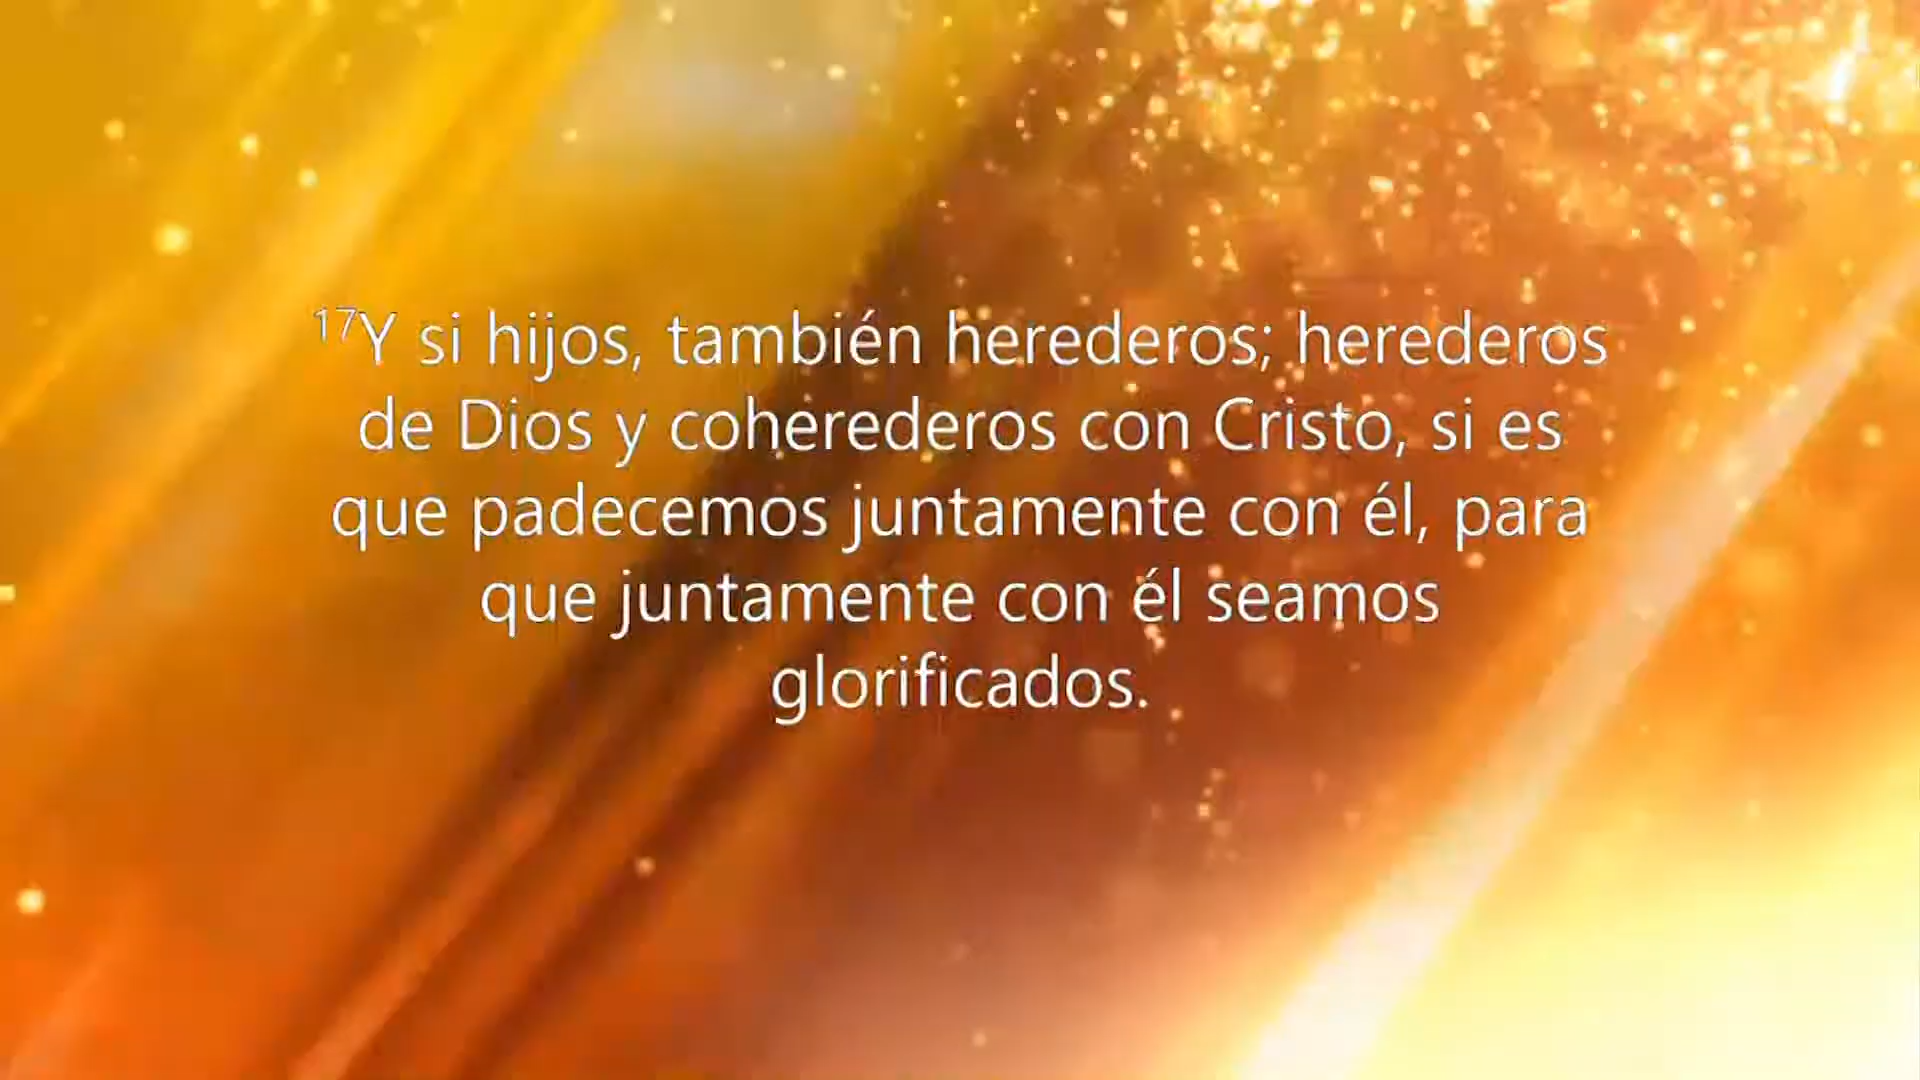 ¹⁷Y si hijos, también herederos; herederos
de Dios y coherederos con Cristo, si es
que padecemos juntamente con él, para
que juntamente con él seamos
glorificados.